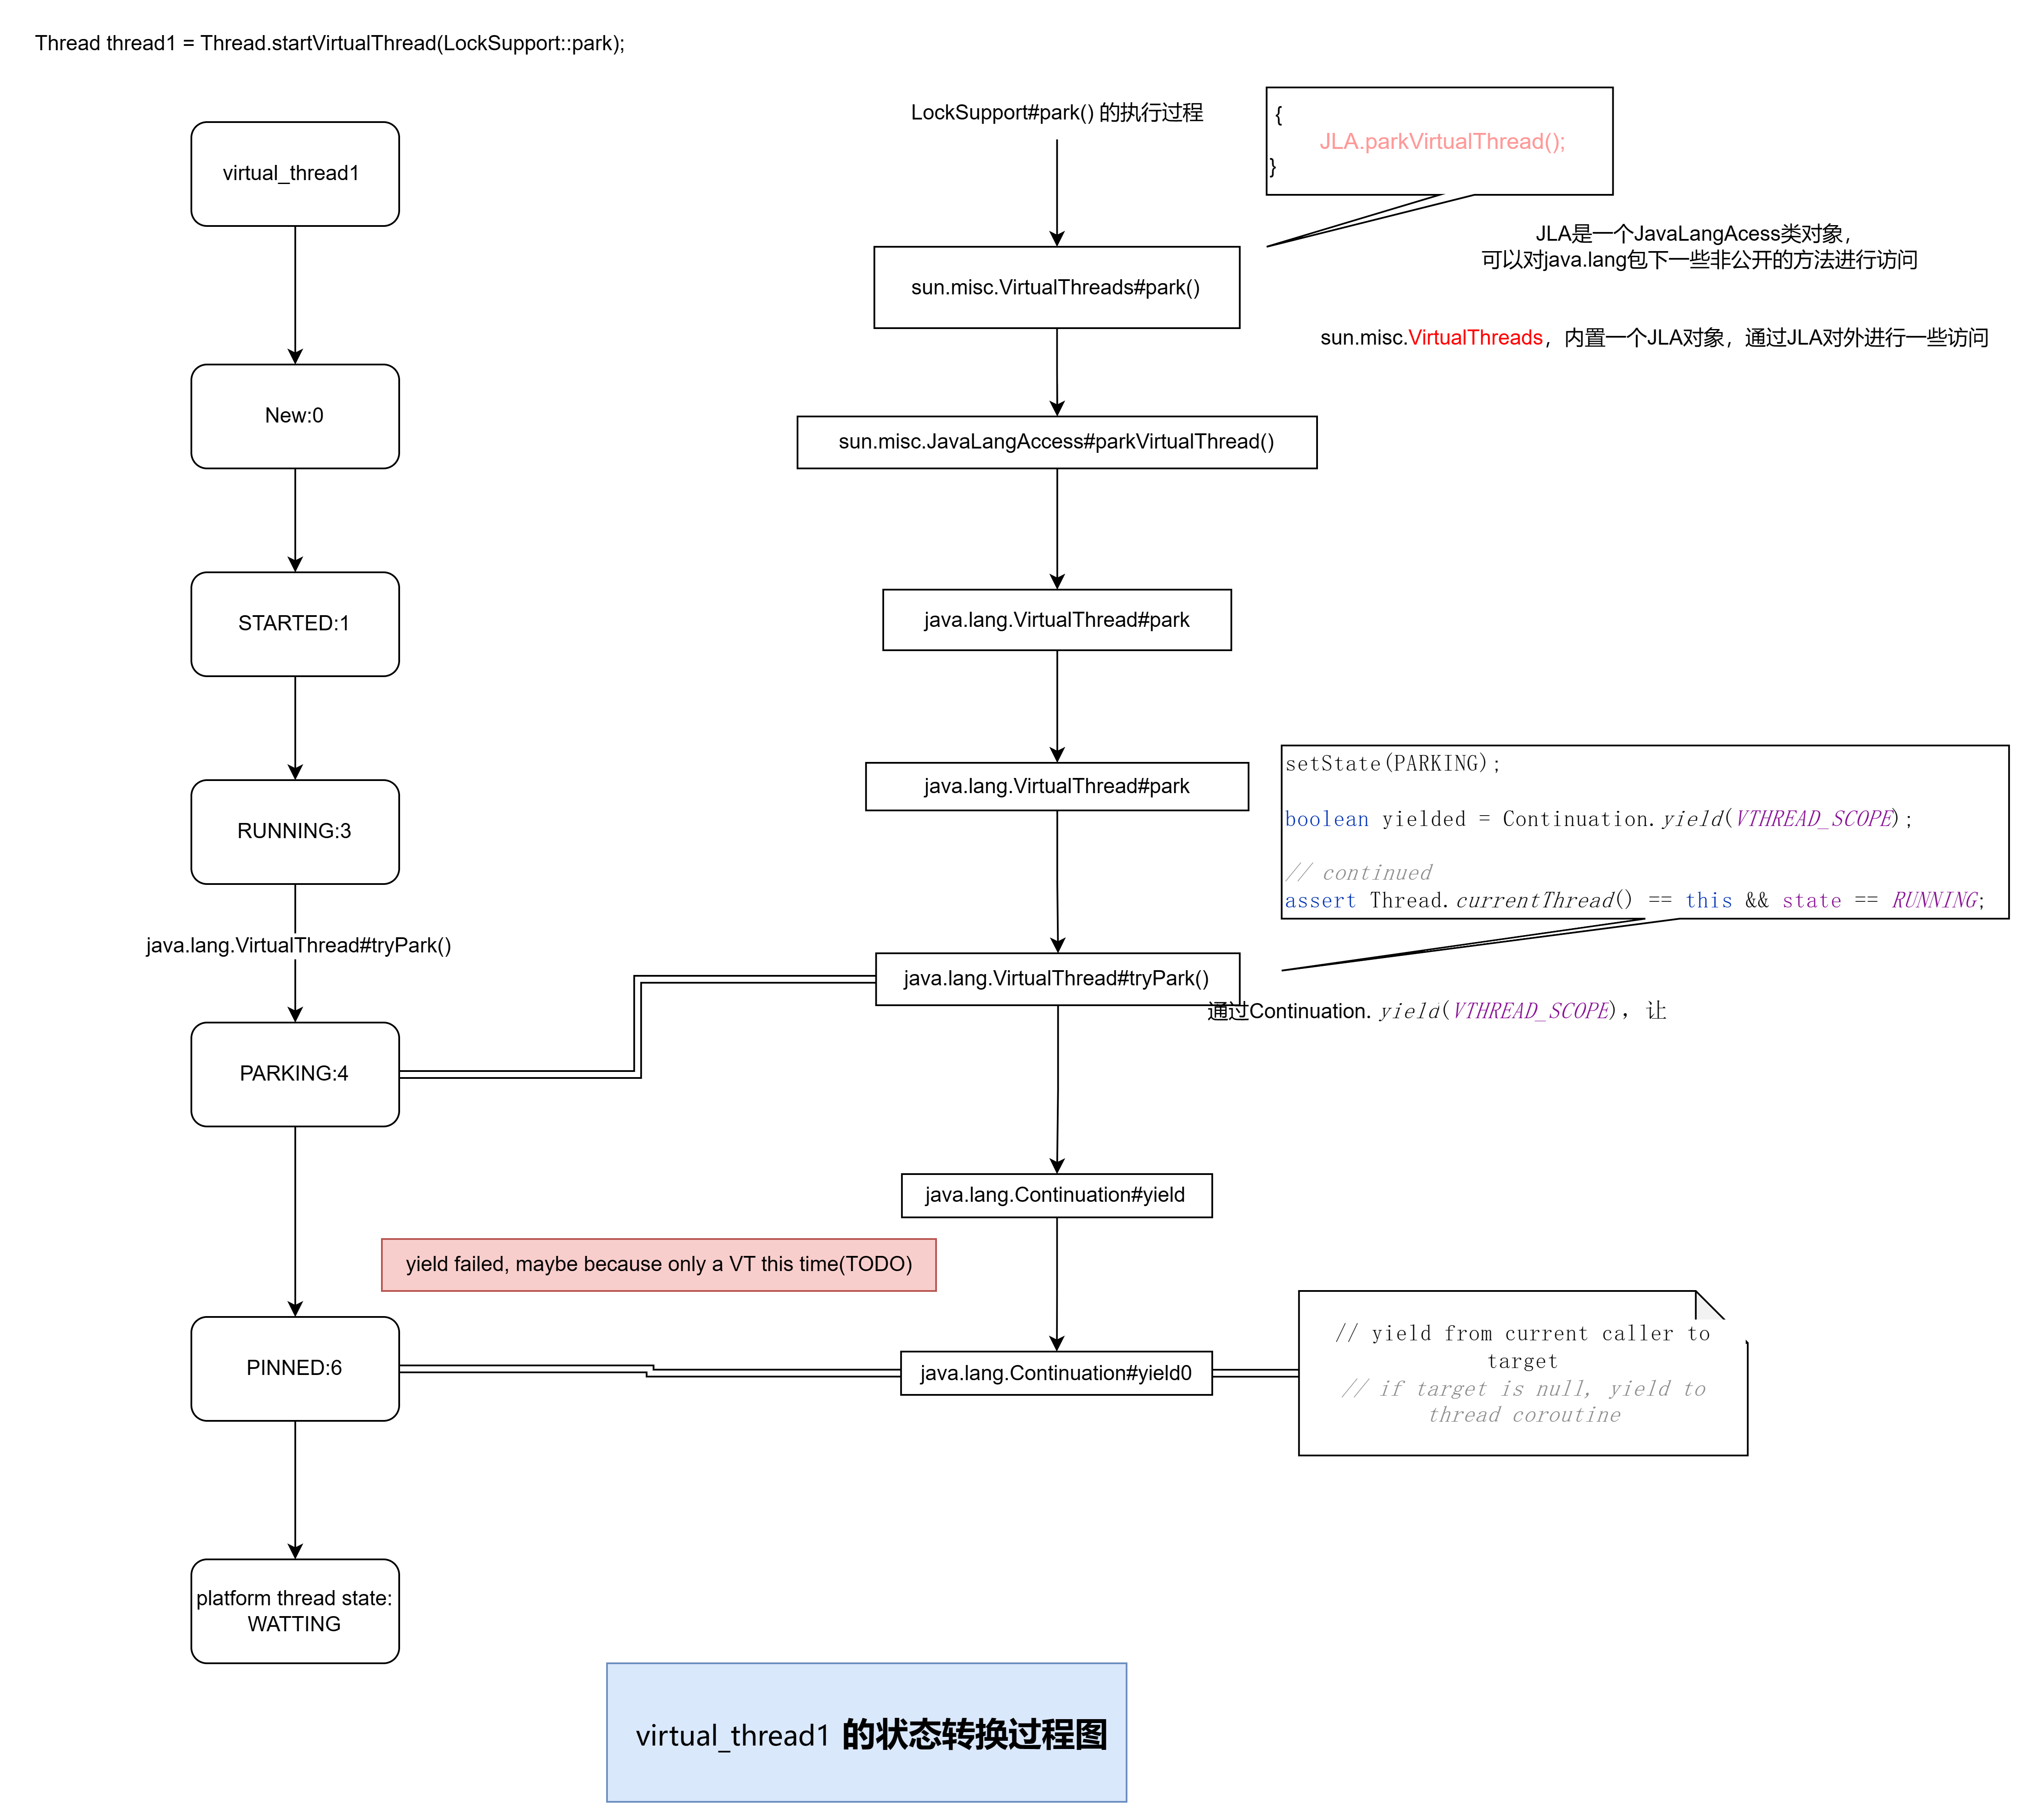 Thread thread1 = Thread.startVirtualThread(LockSupport::park);
virtual_thread1
New:0
STARTED:1
RUNNING:3
java.lang.VirtualThread#tryPark()
PARKING:4
PINNED:6
platform thread state:
WATTING
LockSupport#park() 的执行过程
{
JLA.parkVirtualThread();
}
JLA是一个JavaLangAcess类对象，
可以对java.lang包下一些非公开的方法进行访问
sun.misc.VirtualThreads#park()
sun.misc.VirtualThreads，内置一个JLA对象，通过JLA对外进行一些访问
sun.misc.JavaLangAccess#parkVirtualThread()
java.lang.VirtualThread#park
java.lang.VirtualThread#park
setState(PARKING);
boolean yielded = Continuation.yield(VTHREAD_SCOPE);
// continued
assert Thread.currentThread() == this && state == RUNNING;
java.lang.VirtualThread#tryPark()
通过Continuation. yield(VTHREAD_SCOPE)，让
java.lang.Continuation#yield
yield failed, maybe because only a VT this time(TODO)
java.lang.Continuation#yield0
// yield from current caller to
target
// if target is null, yield to
thread coroutine
virtual_thread1 的状态转换过程图